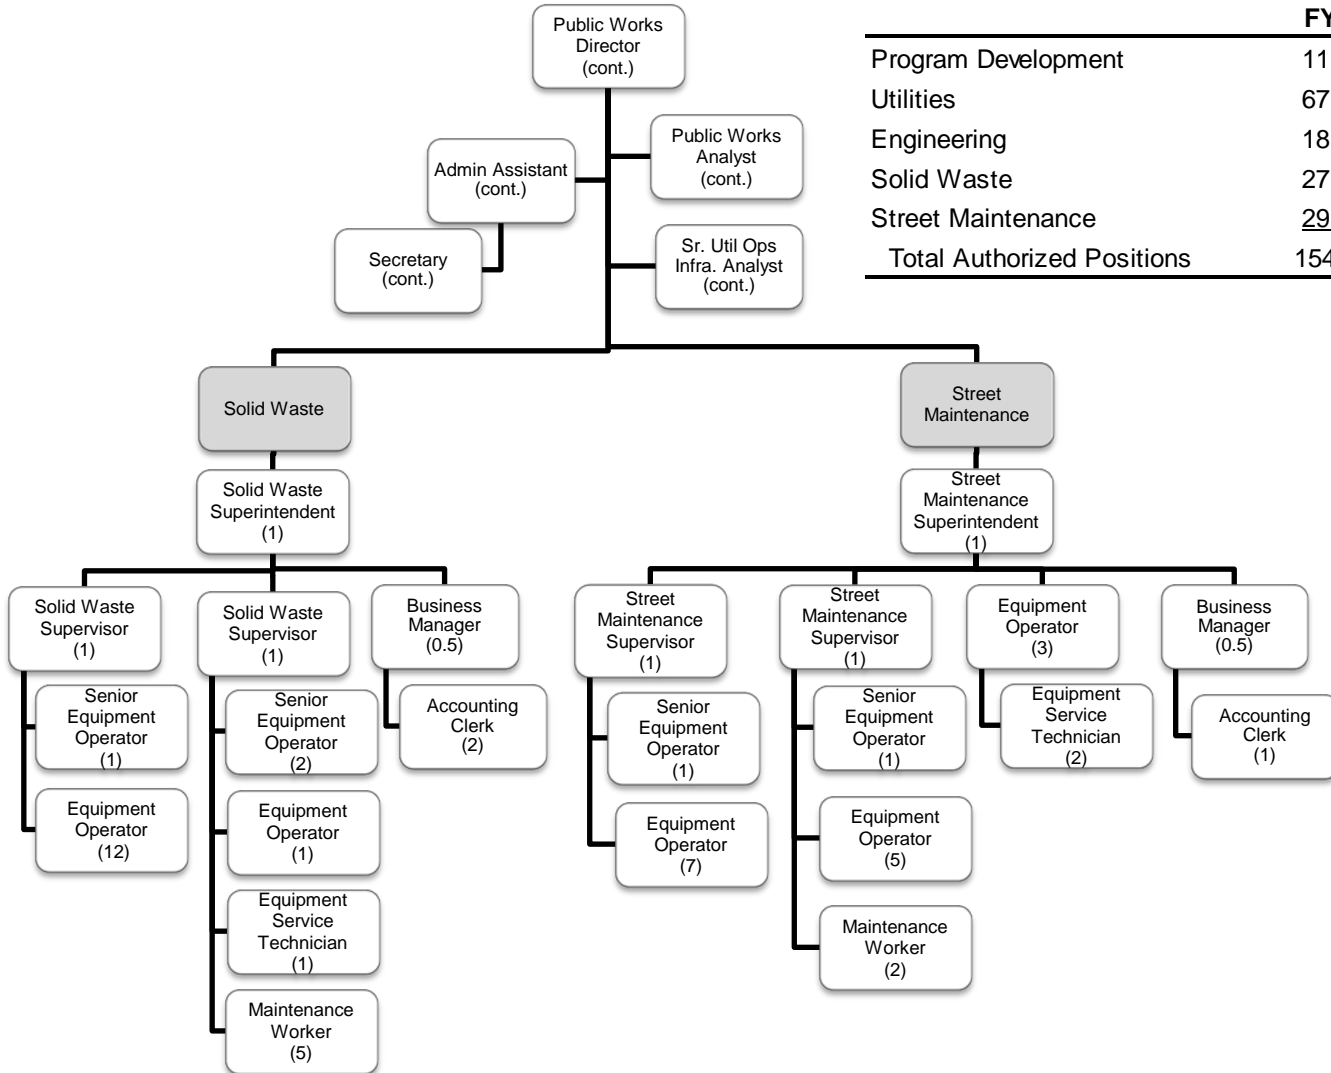 Public Works
Director
(cont.)
FY
Program Development 11
Utilities 67
Engineering 18
Solid Waste 27
Street Maintenance 29
Total Authorized Positions 154
Public Works
Analyst
(cont.)
Admin Assistant
(cont.)
Secretary
(cont.)
Sr. Util Ops
Infra. Analyst
(cont.)
Solid Waste
Street
Maintenance
Solid Waste
Superintendent
(1)
Street
Maintenance
Superintendent
(1)
Solid Waste
Supervisor
(1)
Solid Waste
Supervisor
(1)
Business
Manager
(0.5)
Street
Maintenance
Supervisor
(1)
Street
Maintenance
Supervisor
(1)
Equipment
Operator
(3)
Business
Manager
(0.5)
Senior
Equipment
Operator
(1)
Senior
Equipment
Operator
(2)
Accounting
Clerk
(2)
Senior
Equipment
Operator
(1)
Senior
Equipment
Operator
(1)
Equipment
Service
Technician
(2)
Accounting
Clerk
(1)
Equipment
Operator
(12)
Equipment
Operator
(1)
Equipment
Operator
(7)
Equipment
Operator
(5)
Equipment
Service
Technician
(1)
Maintenance
Worker
(2)
Maintenance
Worker
(5)